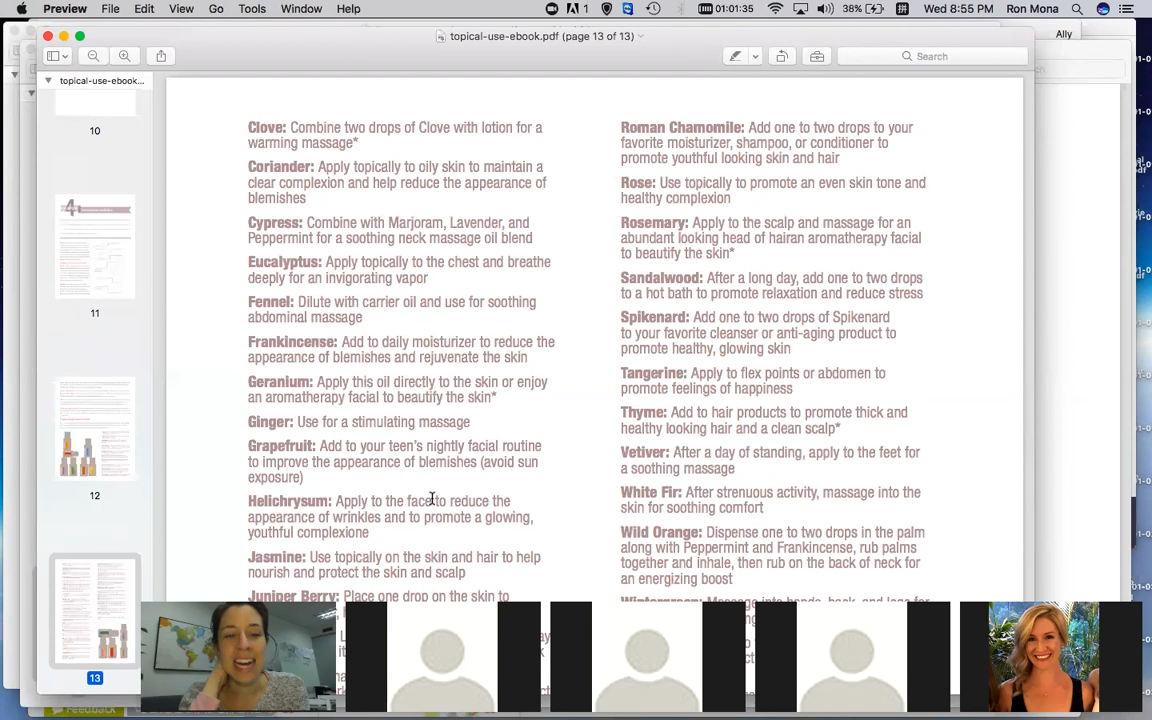 Preview File Edit View Go Tools Window Help
1
01:01:35
38%
Wed 8:55 PM Ron Mona
topical-use-ebook.pdf (page 13 of 13)
Ally
Search
topical-use-ebook...
10
11
12
13
Clove: Combine two drops of Clove with lotion for a
warming massage*
Coriander: Apply topically to oily skin to maintain a
clear complexion and help reduce the appearance of
blemishes
Cypress: Combine with Marjoram, Lavender, and
Peppermint for a soothing neck massage oil blend
Eucalyptus: Apply topically to the chest and breathe
deeply for an invigorating vapor
Fennel: Dilute with carrier oil and use for soothing
abdominal massage
Frankincense: Add to daily moisturizer to reduce the
appearance of blemishes and rejuvenate the skin
Geranium: Apply this oil directly to the skin or enjoy
an aromatherapy facial to beautify the skin*
Ginger: Use for a stimulating massage
Grapefruit: Add to your teen's nightly facial routine
to improve the appearance of blemishes (avoid sun
exposure)
Helichrysum: Apply to the face to reduce the
appearance of wrinkles and to promote a glowing,
youthful complexione
Jasmine: Use topically on the skin and hair to help
nourish and protect the skin and scalp
Juniper Berry: Place one drop on the skin to
Roman Chamomile: Add one to two drops to your
favorite moisturizer, shampoo, or conditioner to
promote youthful looking skin and hair
Rose: Use topically to promote an even skin tone and
healthy complexion
Rosemary: Apply to the scalp and massage for an
abundant looking head of hairan aromatherapy facial
to beautify the skin*
Sandalwood: After a long day, add one to two drops
to a hot bath to promote relaxation and reduce stress
Spikenard: Add one to two drops of Spikenard
to your favorite cleanser or anti-aging product to
promote healthy, glowing skin
Tangerine: Apply to flex points or abdomen to
promote feelings of happiness
Thyme: Add to hair products to promote thick and
healthy looking hair and a clean scalp*
Vetiver: After a day of standing, apply to the feet for
a soothing massage
White Fir: After strenuous activity, massage into the
skin for soothing comfort
Wild Orange: Dispense one to two drops in the palm
along with Peppermint and Frankincense, rub palms
together and inhale, then rub on the back of neck for
an energizing boost
Wintergreen: Massage into hands, back, and legs for
Feedback